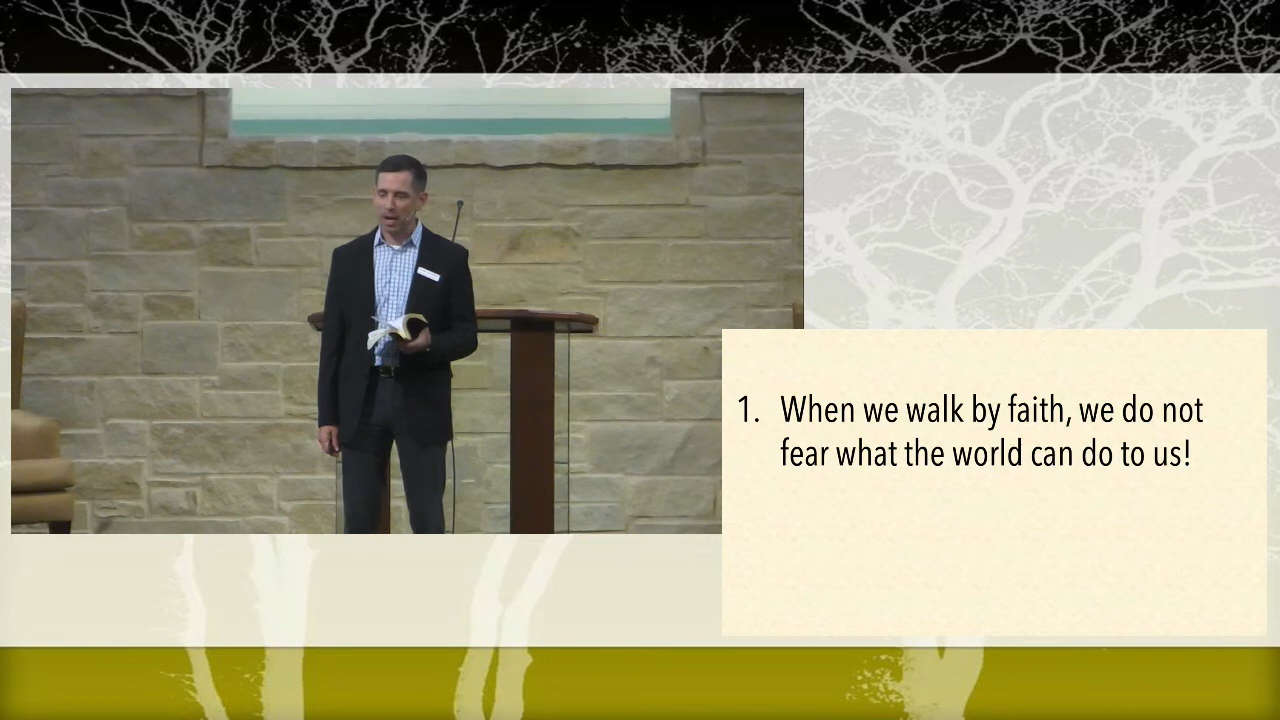 1. When we walk by faith, we do not
fear what the world can do to us!